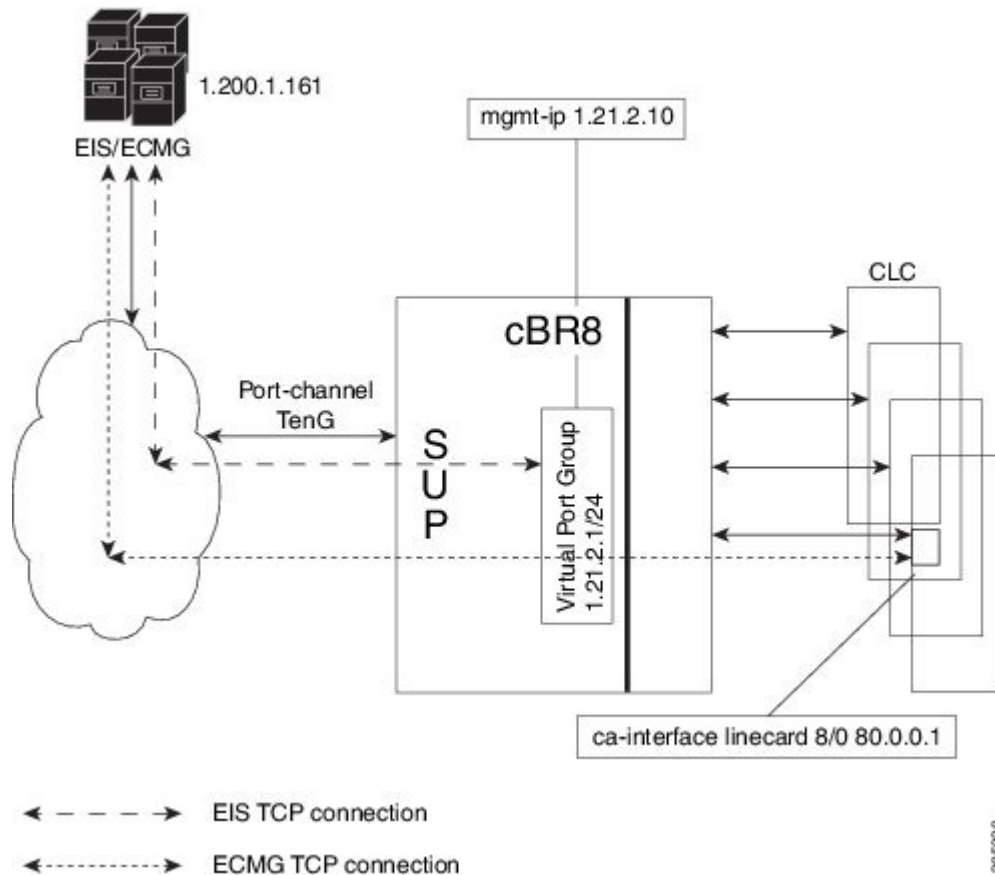 1.200.1.161
EIS/ECMG
mgmt-ip 1.21.2.10
CLC
cBR8
Port-channel
TenG
SUP
Virtual Port Group
1.21.2.1/24
ca-interface linecard 8/0 80.0.0.1
EIS TCP connection
ECMG TCP connection